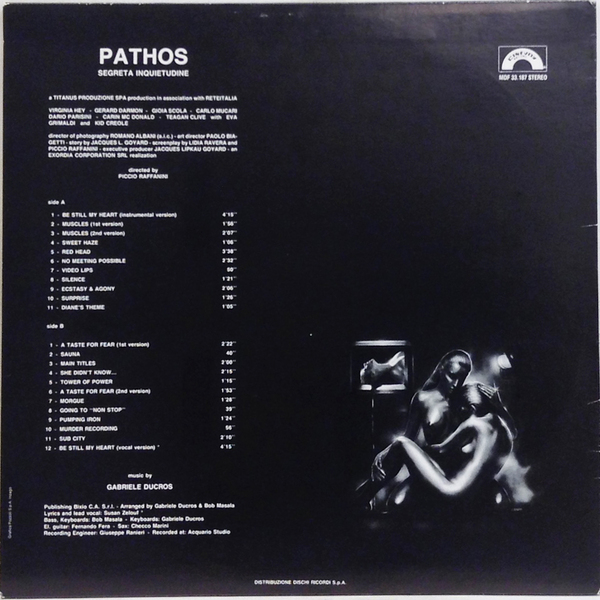 PATHOS
SEGRETA INQUIETUDINE
CINEVOX
MDF 33.187 STEREO
a TITANUS PRODUZIONE SPA production in association with RETEITALIA
VIRGINIA HEY - GERARD DARMON - GIOIA SCOLA - CARLO MUCARI
DARIO PARISINI - CARIN MC DONALD - TEAGAN CLIVE with EVA
GRIMALDI and KID CREOLE
director of photography ROMANO ALBANI (a.i.c.) - art director PAOLO BIA-
GETTI - story by JACQUES L. GOYARD - screenplay by LIDIA RAVERA and
PICCIO RAFFANINI - executive producer JACQUES LIPKAU GOYARD - an
EXORDIA CORPORATION SRL realization
directed by
PICCIO RAFFANINI
side A
1 - BE STILL MY HEART (instrumental version) 4'15"
2 - MUSCLES (1st version) 1'56"
3 - MUSCLES (2nd version) 2'07"
4 - SWEET HAZE 1'66"
5 - RED HEAD 3'38"
6 - NO MEETING POSSIBLE 3'32"
7 - VIDEO LIPS 50"
8 - SILENCE 1'21"
9 - ECSTASY & AGONY 2'06"
10 - SURPRISE 1'26"
11 - DIANE'S THEME 1'05"
side B
1 - A TASTE FOR FEAR (1st version) 2'22"
2 - SAUNA 40"
3 - MAIN TITLES 2'00"
4 - SHE DIDN'T KNOW... 2'15"
5 - TOWER OF POWER 1'15"
6 - A TASTE FOR FEAR (2nd version) 1'53"
7 - MORGUE 1'28"
8 - GOING TO "NON STOP" 39"
9 - PUMPING IRON 1'24"
10 - MURDER RECORDING 56"
11 - SUB CITY 2'10"
12 - BE STILL MY HEART (vocal version) * 4'15"
music by
GABRIELE DUCROS
Publishing Bixio C.A. S.r.l. - Arranged by Gabriele Ducros & Bob Masala
Lyrics and lead vocal: Susan Zelouf *
Bass, Keyboards: Bob Masala - Keyboards: Gabriele Ducros
El. guiter: Fernando Fera - Sax: Checco Marini
Recording Engineer: Giuseppe Ranieri - Recorded at: Acquario Studio
DISTRIBUZIONE DISCHI RICORDI S.p.A.